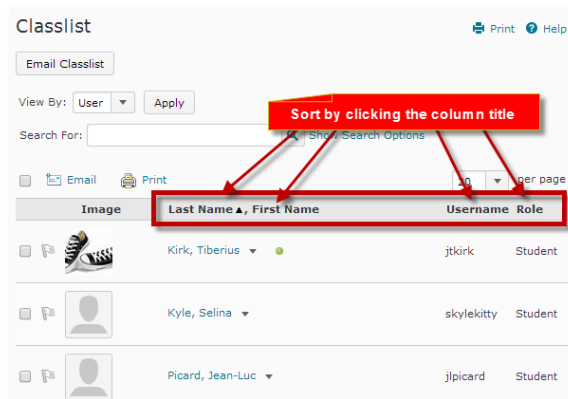 Classlist
Print Help
Email Classlist
View By: User Apply
Sort by clicking the column title
Search For: Show Search Options
Email Print 20 per page
Image Last Name ▲, First Name Username Role
Kirk, Tiberius jtkirk Student
Kyle, Selina skylekitty Student
Picard, Jean-Luc jlpicard Student